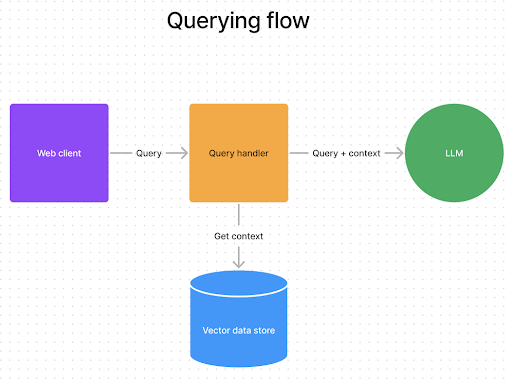 Querying flow
Web client
Query
Query handler
Query + context
LLM
Get context
Vector data store